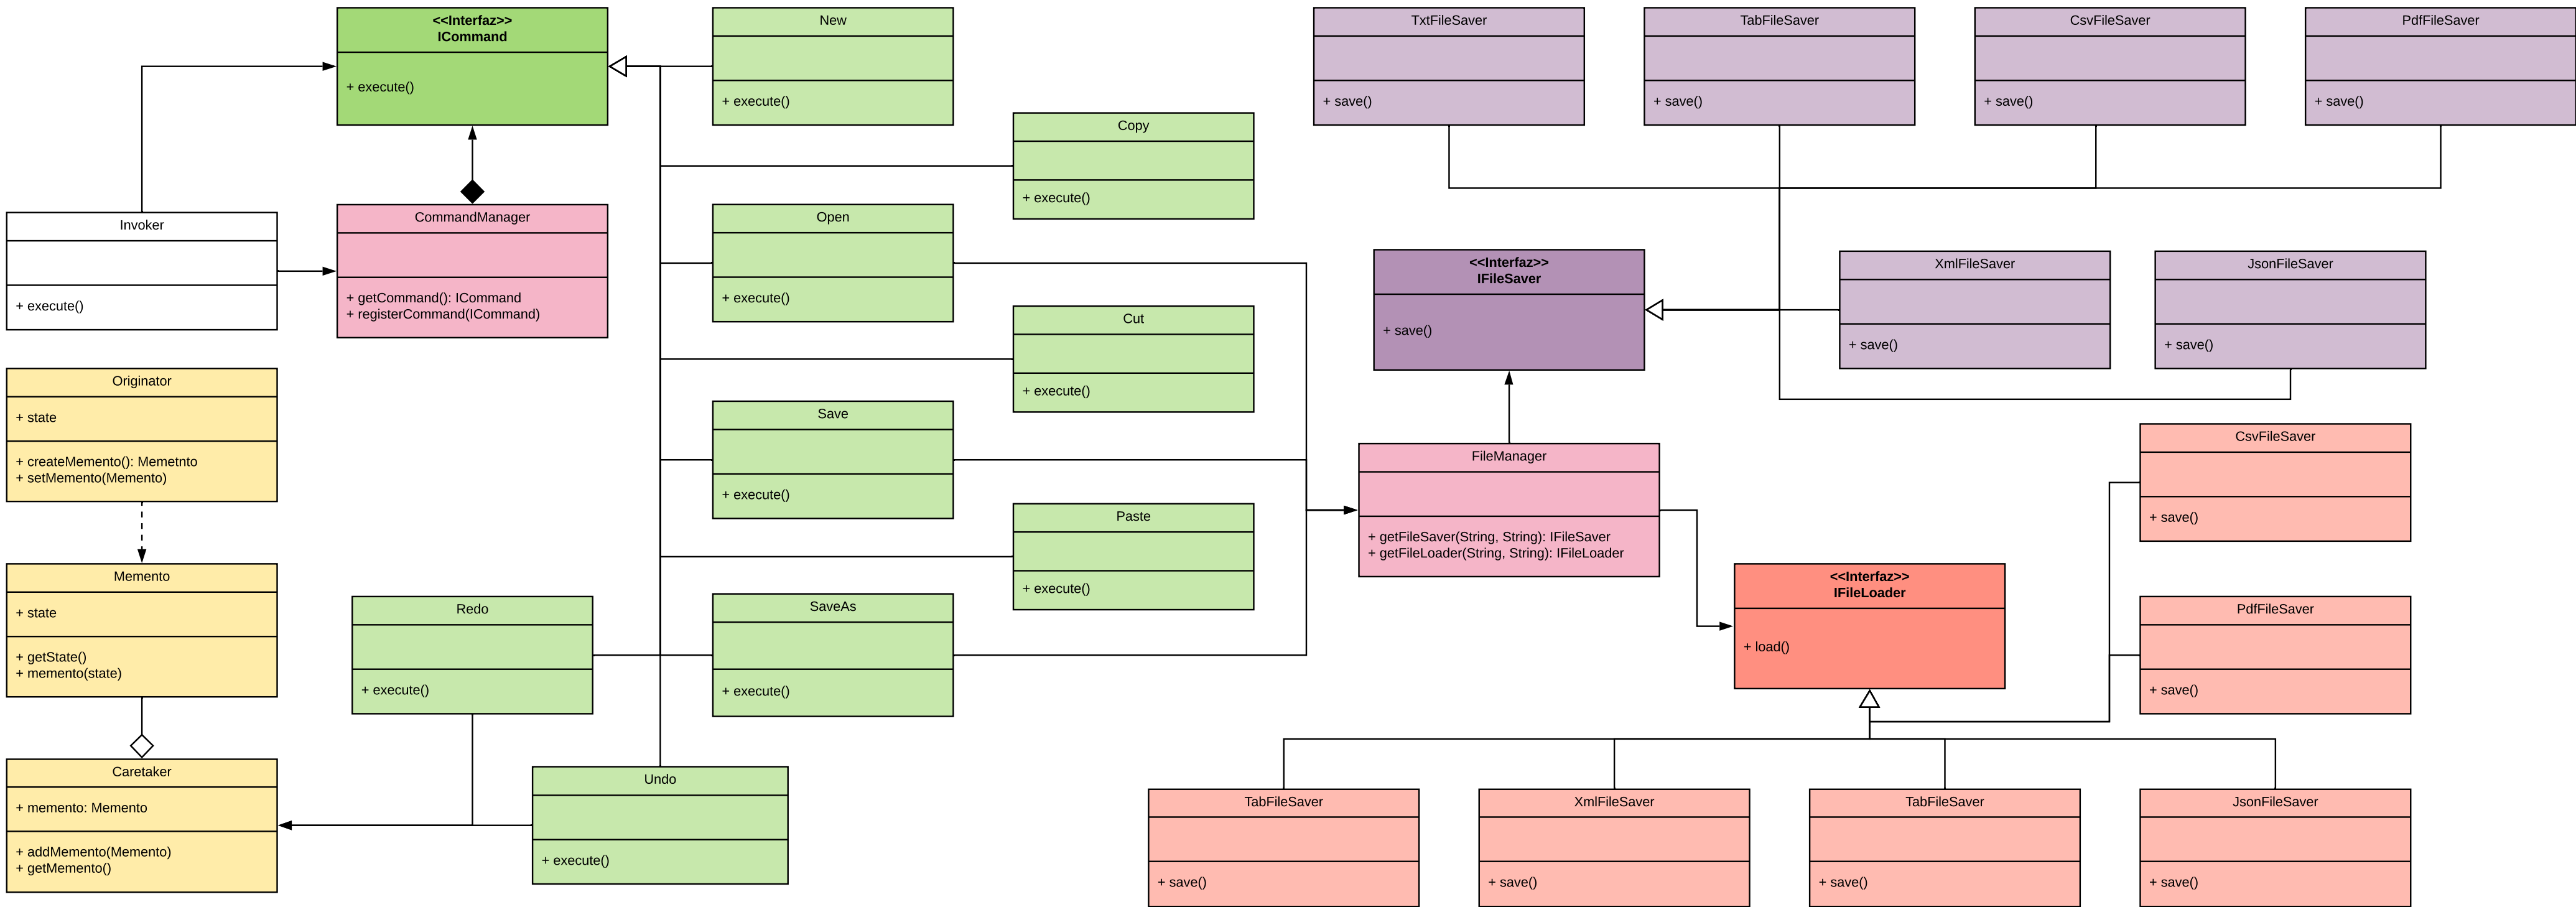 <<Interfaz>>
ICommand
+ execute()
New
+ execute()
TxtFileSaver
+ save()
TabFileSaver
+ save()
CsvFileSaver
+ save()
PdfFileSaver
+ save()
Copy
+ execute()
Invoker
+ execute()
CommandManager
+ getCommand(): ICommand
+ registerCommand(ICommand)
Open
+ execute()
<<Interfaz>>
IFileSaver
+ save()
XmlFileSaver
+ save()
JsonFileSaver
+ save()
Cut
+ execute()
Originator
+ state
+ createMemento(): Memetnto
+ setMemento(Memento)
Save
+ execute()
FileManager
+ getFileSaver(String, String): IFileSaver
+ getFileLoader(String, String): IFileLoader
CsvFileSaver
+ save()
Paste
+ execute()
Memento
+ state
+ getState()
+ memento(state)
Redo
+ execute()
SaveAs
+ execute()
<<Interfaz>>
IFileLoader
+ load()
PdfFileSaver
+ save()
Caretaker
+ memento: Memento
+ addMemento(Memento)
+ getMemento()
Undo
+ execute()
TabFileSaver
+ save()
XmlFileSaver
+ save()
TabFileSaver
+ save()
JsonFileSaver
+ save()